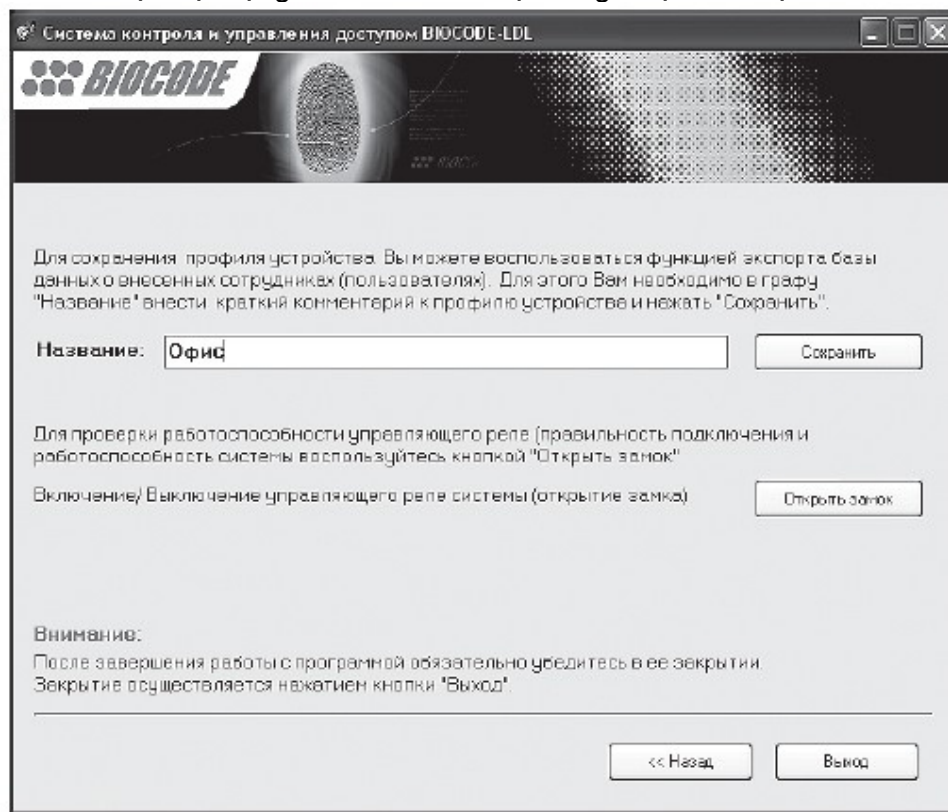 Система контроля и управления доступом BIOCODE-LDL
BIOCODE
Для сохранения профиля устройства Вы можете воспользоваться функцией экспорта базы
данных о внесенных сотрудниках (пользователях). Для этого Вам необходимо в графу
"Название" внести краткий комментарий к профилю устройства и нажать "Сохранить".
Название: Офис Сохранить
Для проверки работоспособности управляющего реле (правильность подключения и
работоспособность системы воспользуйтесь кнопкой "Открыть замок"
Включение/ Выключение управляющего реле системы (открытие замка) Открыть замок
Внимание:
После завершения работы с программой обязательно убедитесь в ее закрытии.
Закрытие осуществляется нажатием кнопки "Выход".
<< Назад Выход